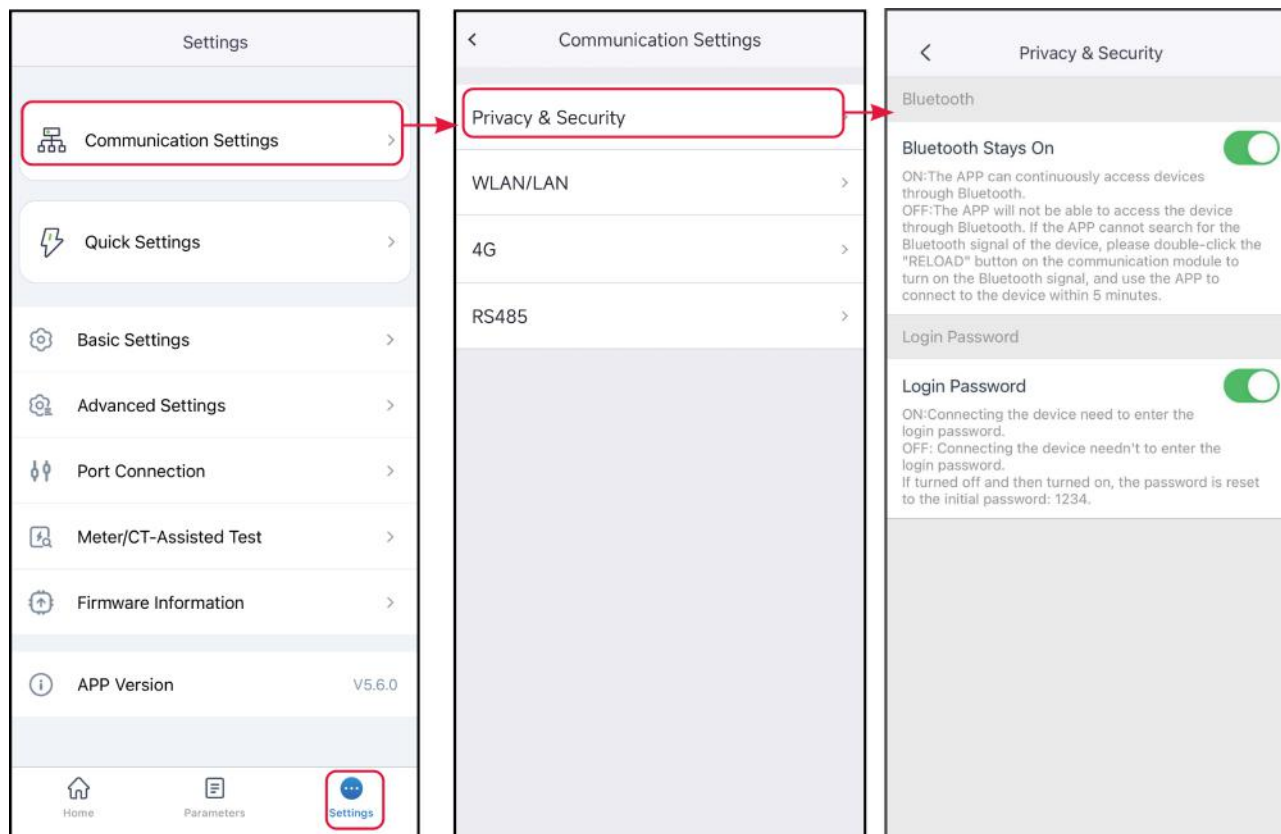 Settings
Communication Settings
Quick Settings
Basic Settings
Advanced Settings
Port Connection
Meter/CT-Assisted Test
Firmware Information
APP Version V5.6.0
Home Parameters Settings
Communication Settings
Privacy & Security
WLAN/LAN
4G
RS485
Privacy & Security
Bluetooth
Bluetooth Stays On
ON:The APP can continuously access devices
through Bluetooth.
OFF:The APP will not be able to access the device
through Bluetooth. If the APP cannot search for the
Bluetooth signal of the device, please double-click the
"RELOAD" button on the communication module to
turn on the Bluetooth signal, and use the APP to
connect to the device within 5 minutes.
Login Password
Login Password
ON:Connecting the device need to enter the
login password.
OFF: Connecting the device needn't to enter the
login password.
If turned off and then turned on, the password is reset
to the initial password: 1234.